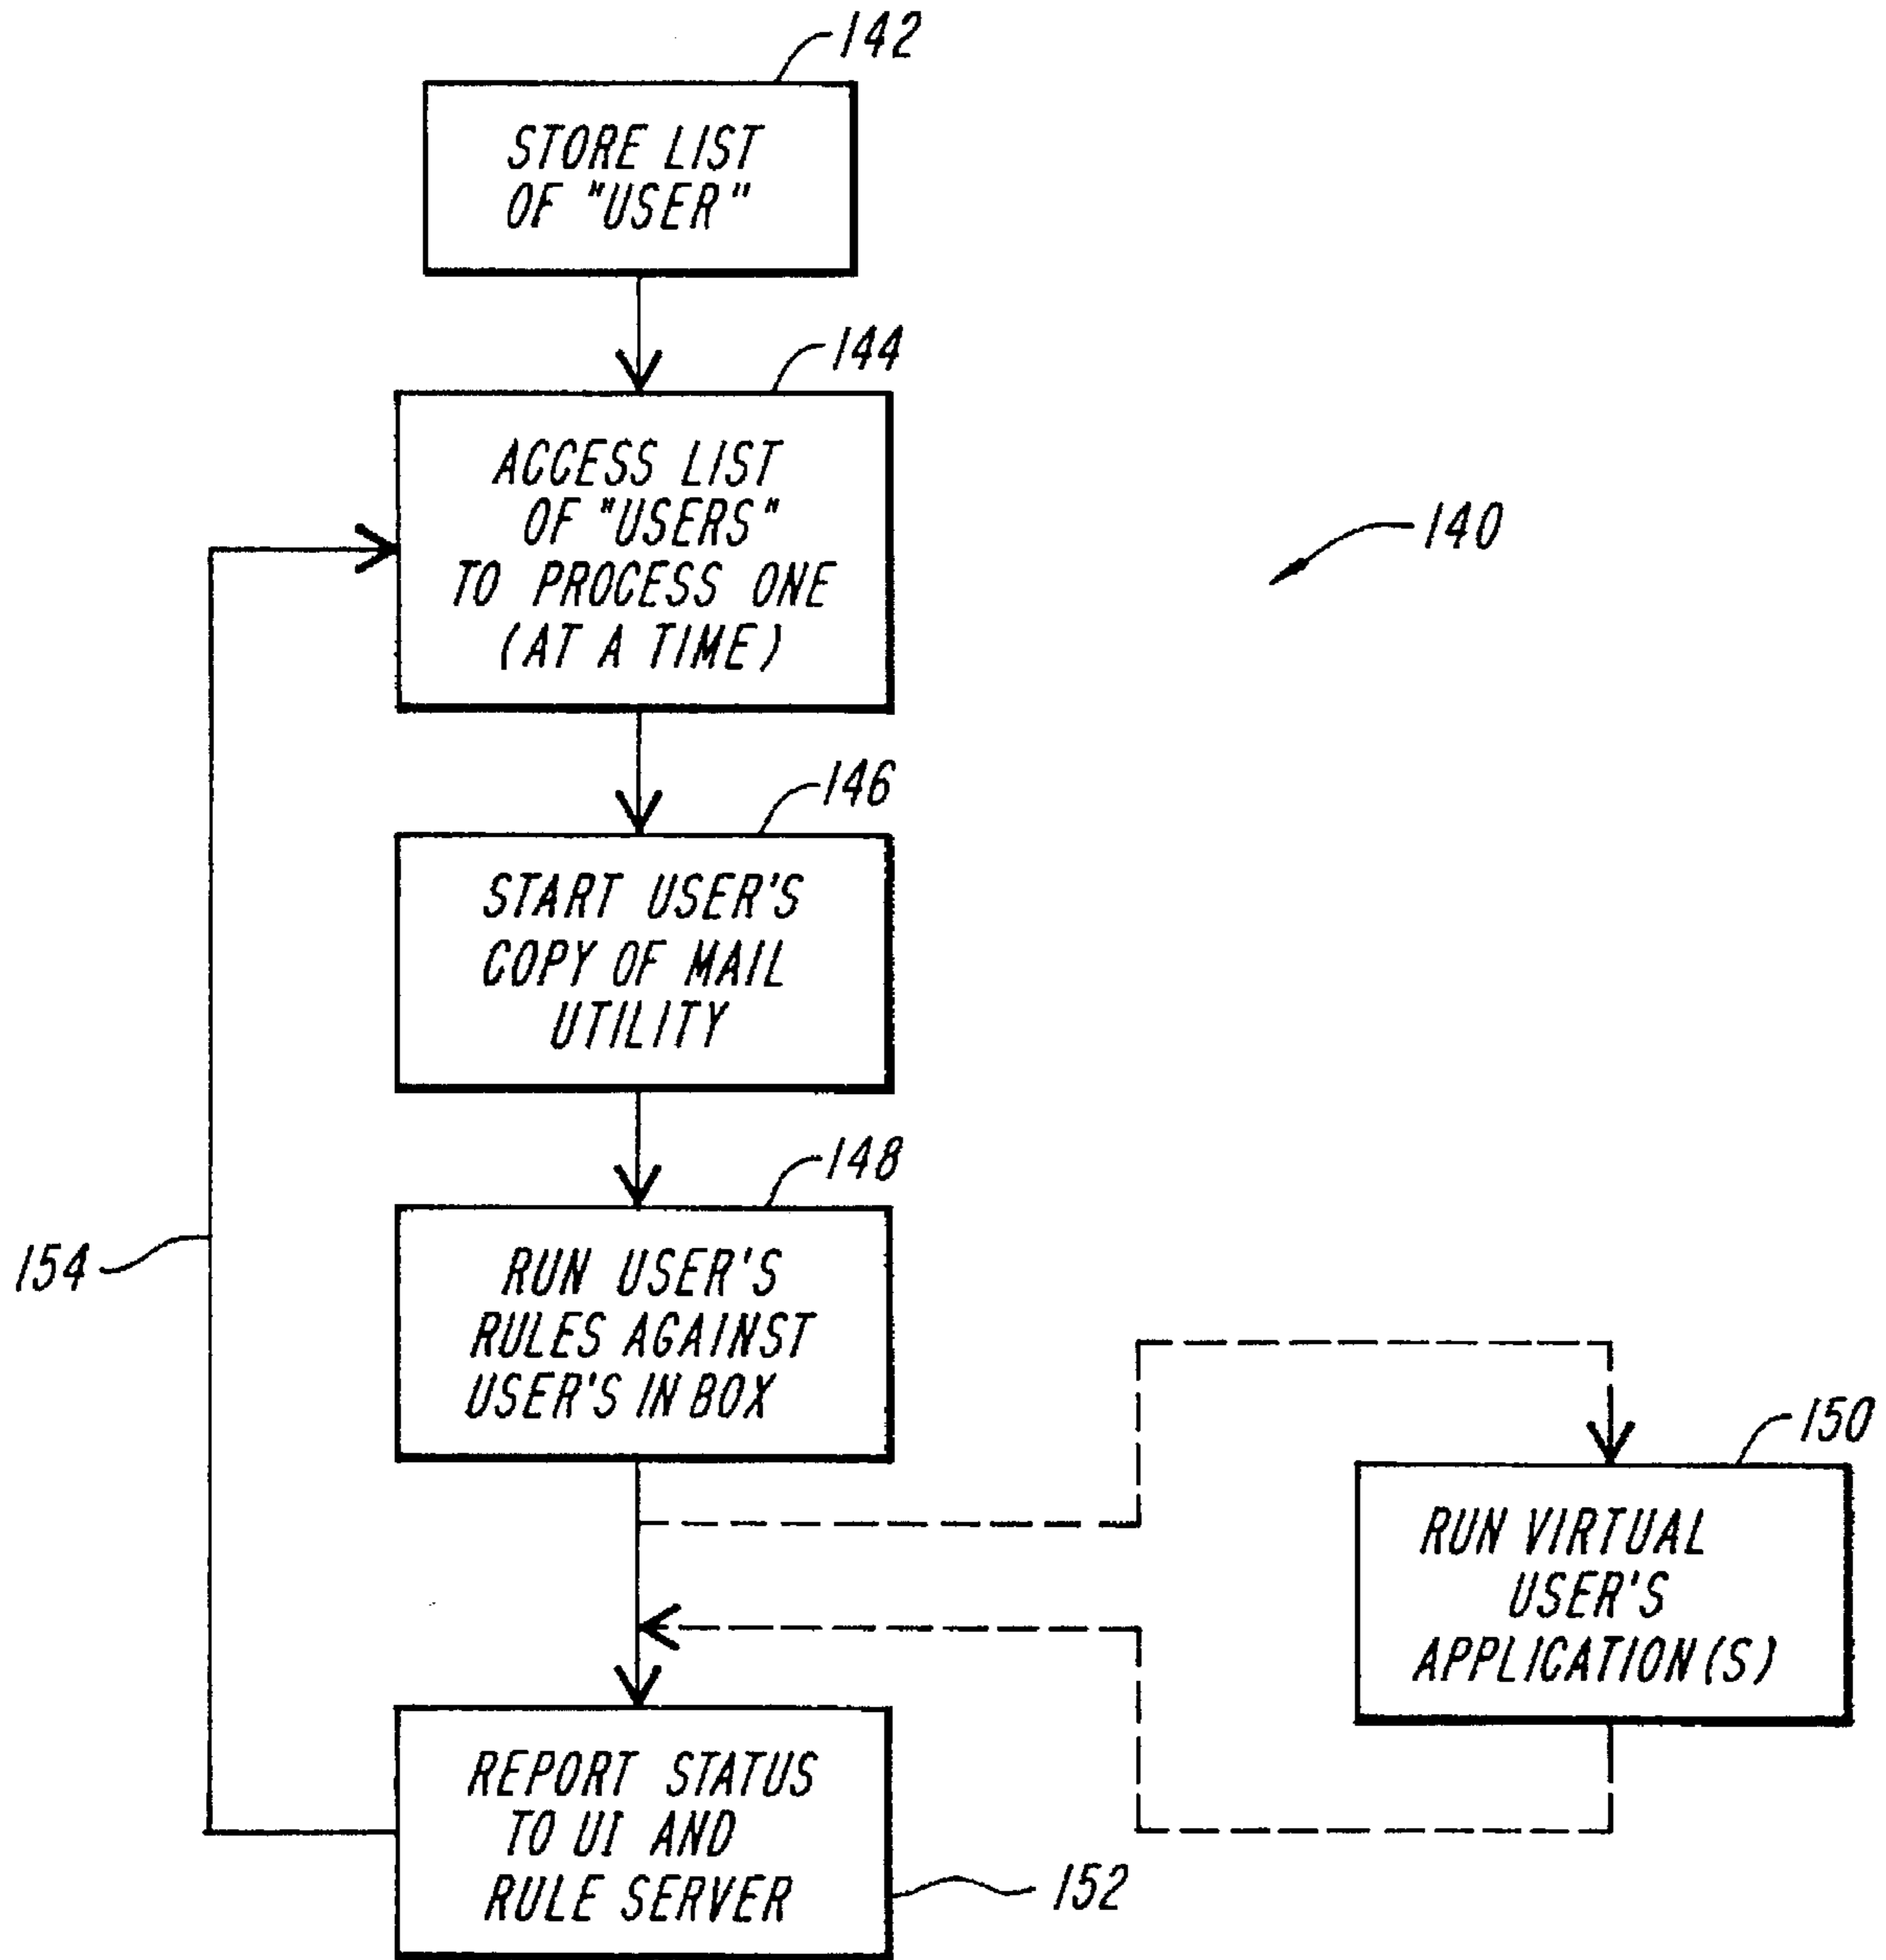 142
STORE LIST
OF "USER"
144
ACCESS LIST
OF "USERS"
TO PROCESS ONE
(AT A TIME)
140
146
START USER'S
COPY OF MAIL
UTILITY
148
RUN USER'S
RULES AGAINST
USER'S IN BOX
154
150
RUN VIRTUAL
USER'S
APPLICATION(S)
REPORT STATUS
TO UI AND
RULE SERVER
152